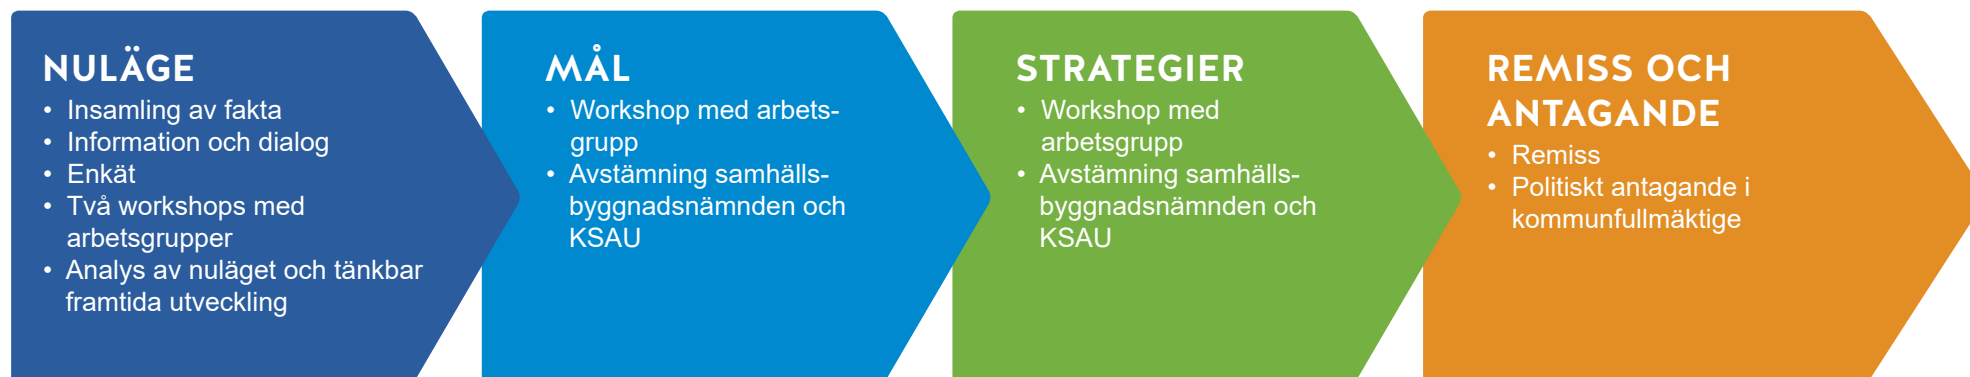 NULÄGE
• Insamling av fakta
• Information och dialog
• Enkät
• Två workshops med
arbetsgrupper
• Analys av nuläget och tänkbar
framtida utveckling
MÅL
• Workshop med arbets-
grupp
• Avstämning samhälls-
byggnadsnämnden och
KSAU
STRATEGIER
• Workshop med
arbetsgrupp
• Avstämning samhälls-
byggnadsnämnden och
KSAU
REMISS OCH
ANTAGANDE
• Remiss
• Politiskt antagande i
kommunfullmäktige